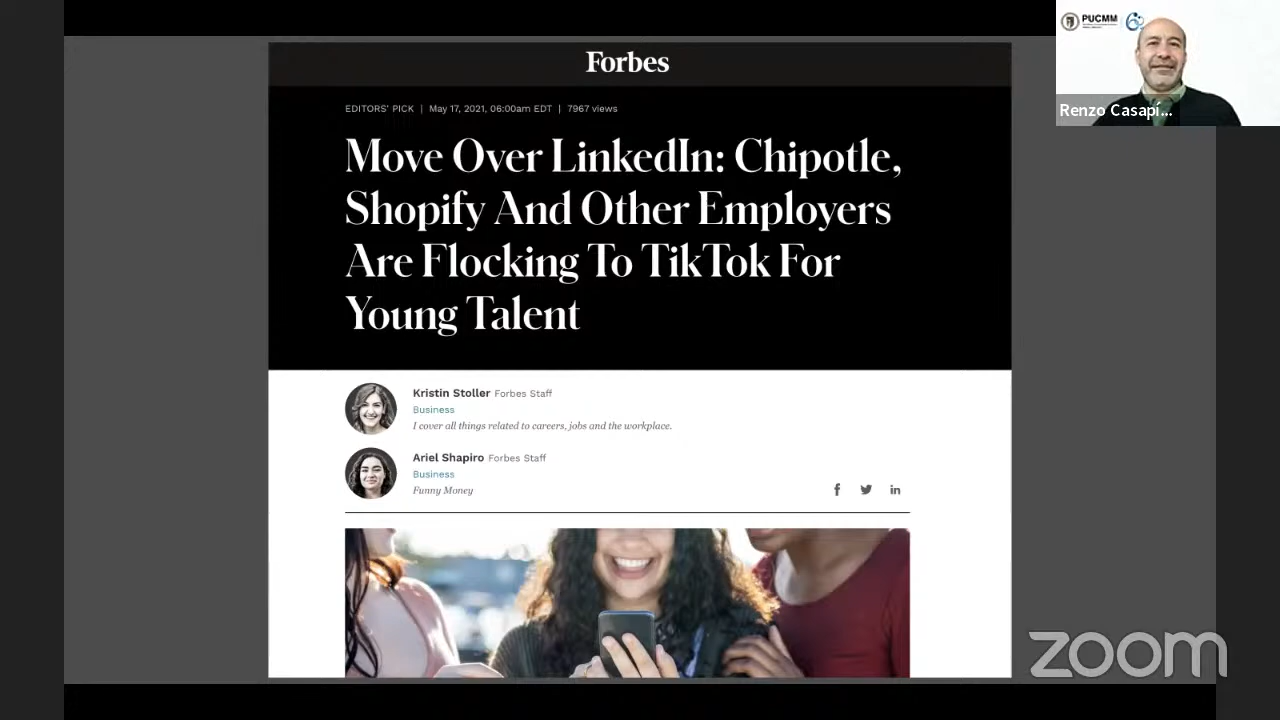 Forbes
EDITORS' PICK | May 17, 2021, 06:00am EDT | 7967 views
Move Over LinkedIn: Chipotle,
Shopify And Other Employers
Are Flocking To TikTok For
Young Talent
Kristin Stoller Forbes Staff
Business
I cover all things related to careers, jobs and the workplace.
Ariel Shapiro Forbes Staff
Business
Funny Money
PUCMM
Renzo Casapí...
zoom